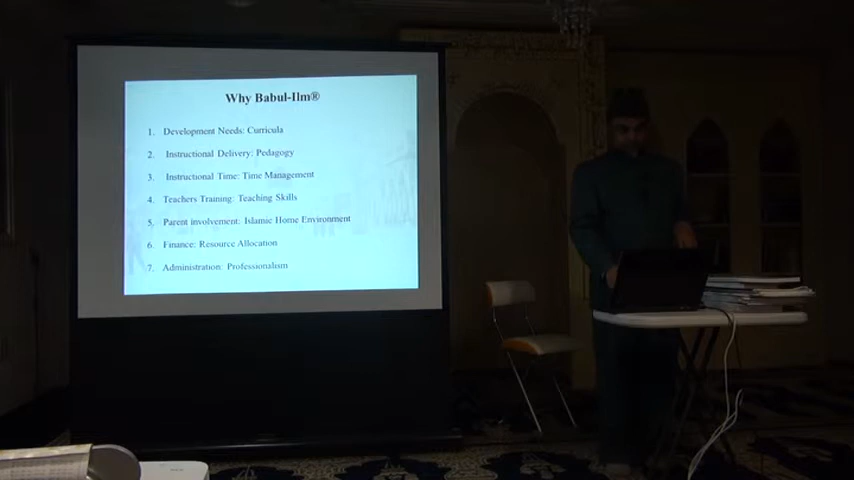 Why Babul-Ilm®
1. Development Needs: Curricula
2. Instructional Delivery: Pedagogy
3. Instructional Time: Time Management
4. Teachers Training: Teaching Skills
5. Parent involvement: Islamic Home Environment
6. Finance: Resource Allocation
7. Administration: Professionalism